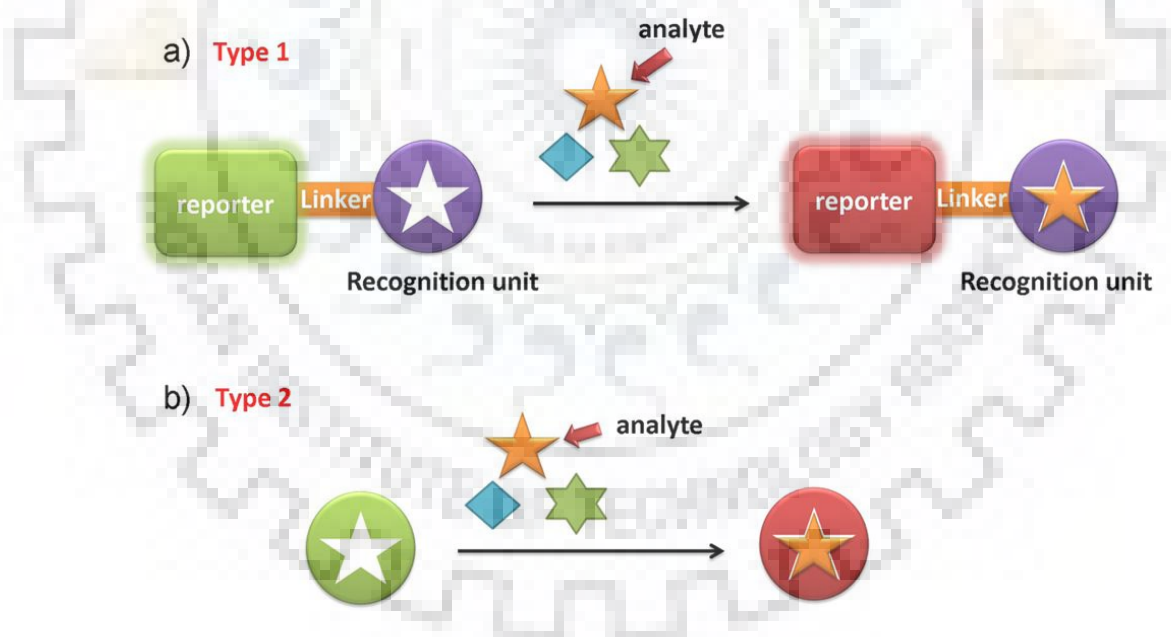 a) Type 1
analyte
reporter Linker
reporter Linker
Recognition unit
Recognition unit
b) Type 2
analyte